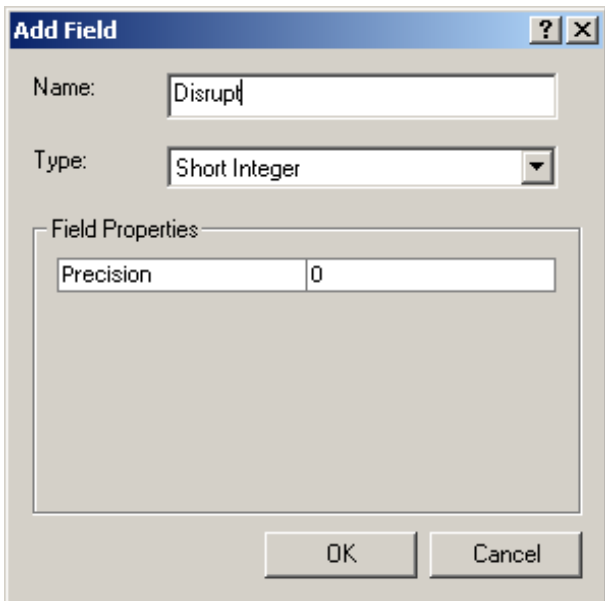 Add Field
Name: Disrupt
Type: Short Integer
Field Properties
Precision 0
OK Cancel